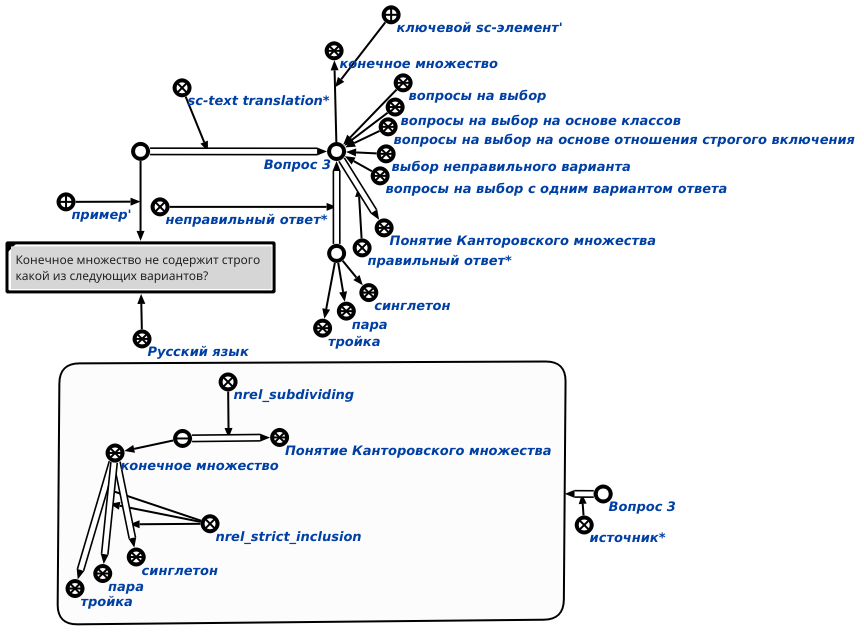 ключевой sc-элемент'
конечное множество
вопросы на выбор
sc-text translation*
вопросы на выбор на основе классов
вопросы на выбор на основе отношения строгого включения
Вопрос 3
выбор неправильного варианта
вопросы на выбор с одним вариантом ответа
пример'
неправильный ответ*
Понятие Канторовского множества
правильный ответ*
Конечное множество не содержит строго
какой из следующих вариантов?
синглетон
пара
тройка
Русский язык
nrel_subdividing
Понятие Канторовского множества
конечное множество
Вопрос 3
nrel_strict_inclusion
источник*
синглетон
пара
тройка